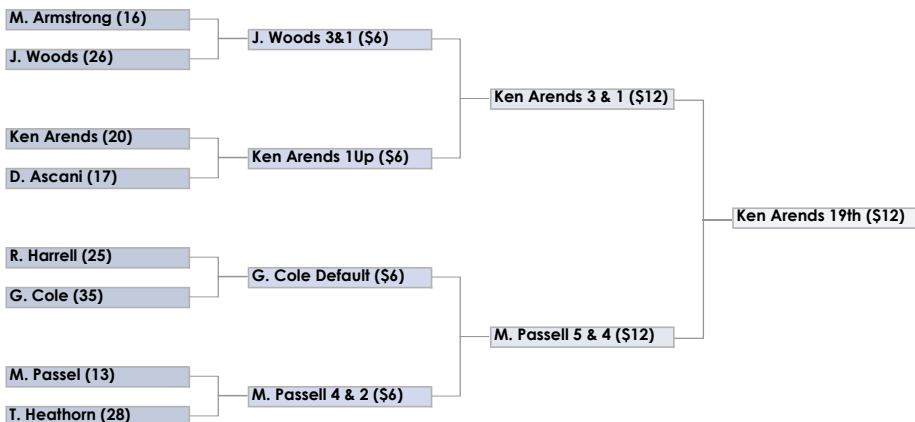 M. Armstrong (16)
J. Woods 3&1 ($6)
J. Woods (26)
Ken Arends 3 & 1 ($12)
Ken Arends (20)
Ken Arends 1Up ($6)
D. Ascani (17)
Ken Arends 19th ($12)
R. Harrell (25)
G. Cole Default ($6)
G. Cole (35)
M. Passell 5 & 4 ($12)
M. Passel (13)
M. Passell 4 & 2 ($6)
T. Heathorn (28)